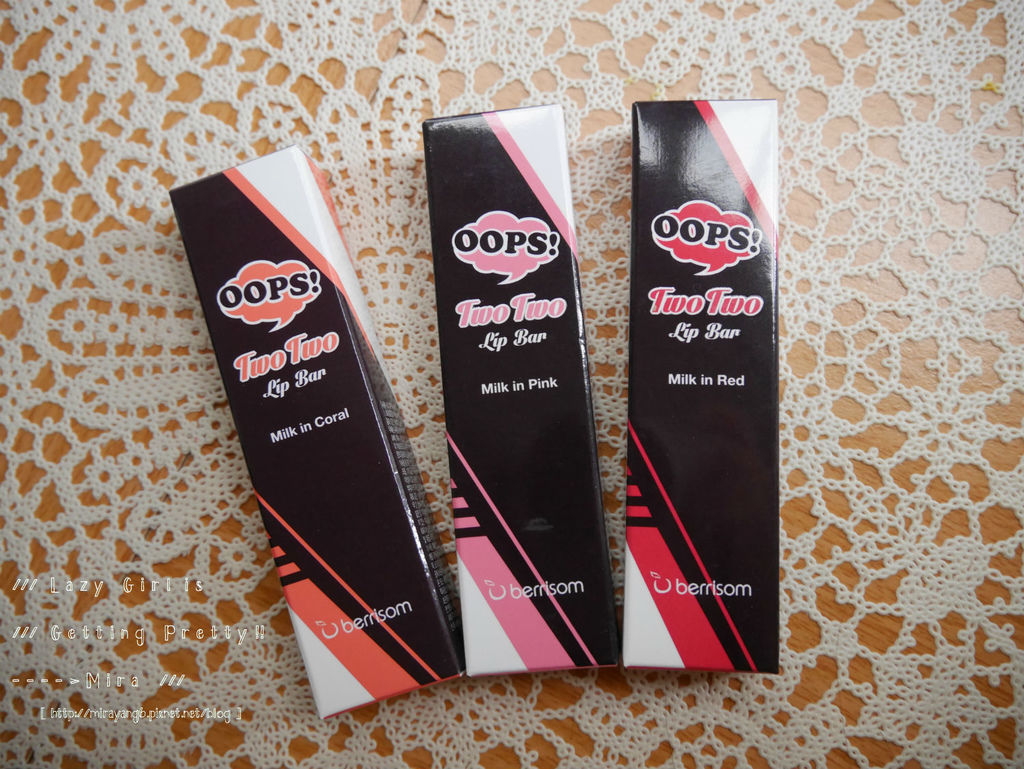 OOPS!
Two Two
Lip Bar
Milk in Coral
berrisom
OOPS!
Two Two
Lip Bar
Milk in Pink
berrisom
OOPS!
Two Two
Lip Bar
Milk in Red
berrisom
/// Lazy Girl is
/// Getting Pretty!!
---->Mira ///
[ http://mirayang6.pixnet.net/blog ]